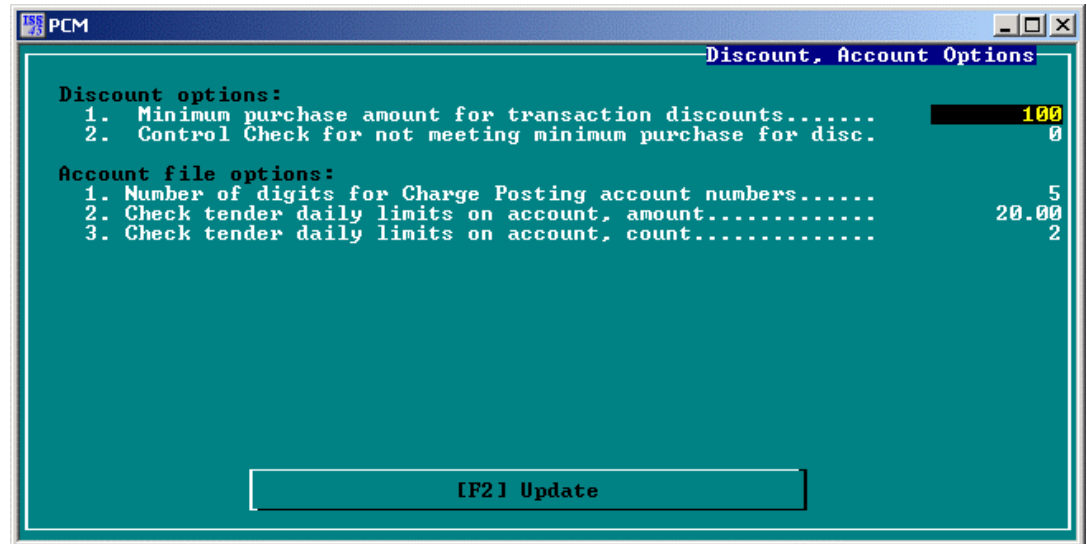 ISS 45 PCM
Discount, Account Options
Discount options:
1. Minimum purchase amount for transaction discounts....... 100
2. Control Check for not meeting minimum purchase for disc. 0
Account file options:
1. Number of digits for Charge Posting account numbers...... 5
2. Check tender daily limits on account, amount............. 20.00
3. Check tender daily limits on account, count.............. 2
[F2] Update